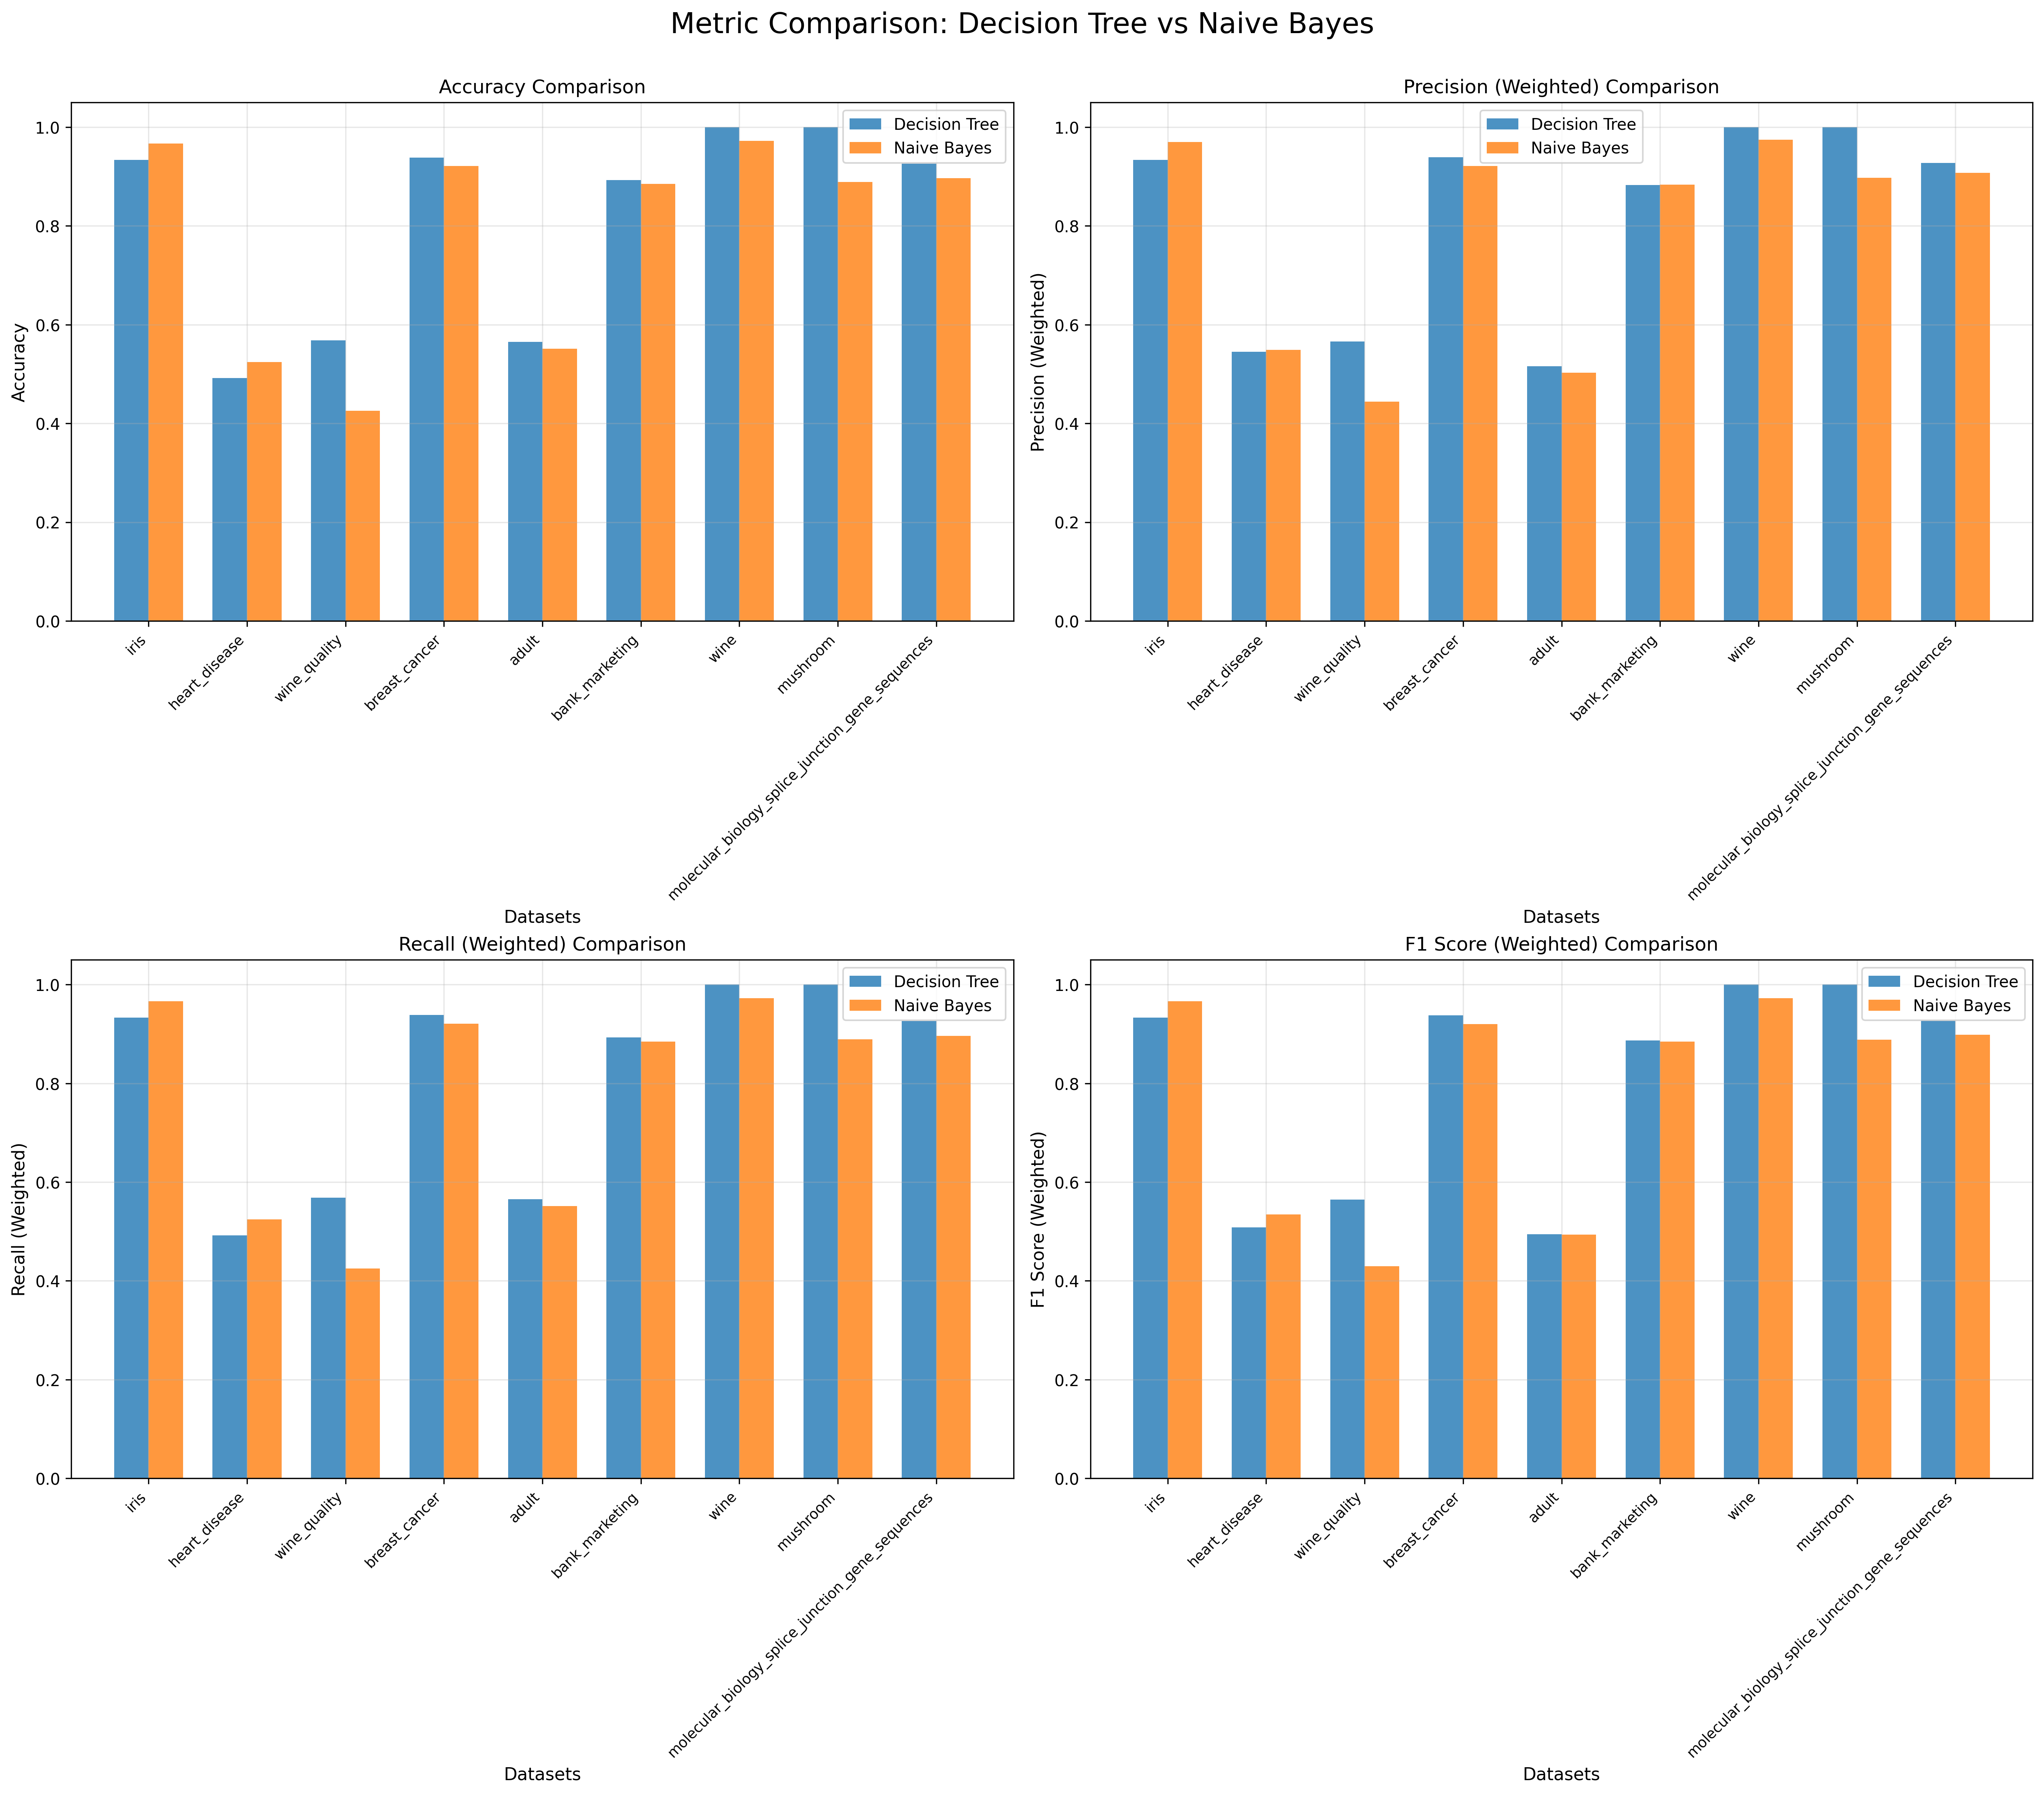 Metric Comparison: Decision Tree vs Naive Bayes
Accuracy Comparison
Accuracy
1.0
0.8
0.6
0.4
0.2
0.0
Decision Tree
Naive Bayes
iris
heart_disease
wine_quality
breast_cancer
adult
bank_marketing
wine
mushroom
molecular_biology_splice_junction_gene_sequences
Datasets
Precision (Weighted) Comparison
Precision (Weighted)
1.0
0.8
0.6
0.4
0.2
0.0
Decision Tree
Naive Bayes
iris
heart_disease
wine_quality
breast_cancer
adult
bank_marketing
wine
mushroom
molecular_biology_splice_junction_gene_sequences
Datasets
Recall (Weighted) Comparison
Recall (Weighted)
1.0
0.8
0.6
0.4
0.2
0.0
Decision Tree
Naive Bayes
iris
heart_disease
wine_quality
breast_cancer
adult
bank_marketing
wine
mushroom
molecular_biology_splice_junction_gene_sequences
Datasets
F1 Score (Weighted) Comparison
F1 Score (Weighted)
1.0
0.8
0.6
0.4
0.2
0.0
Decision Tree
Naive Bayes
iris
heart_disease
wine_quality
breast_cancer
adult
bank_marketing
wine
mushroom
molecular_biology_splice_junction_gene_sequences
Datasets